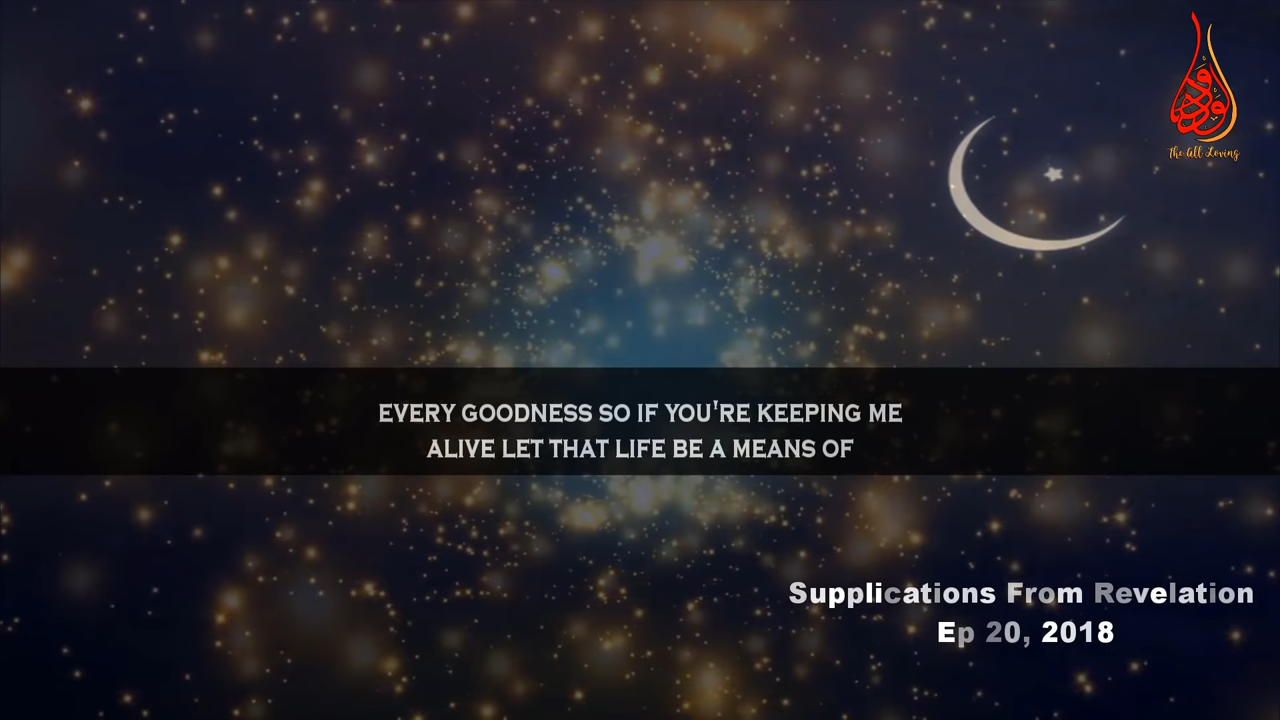 الودود
The All Loving
EVERY GOODNESS SO IF YOU'RE KEEPING ME
ALIVE LET THAT LIFE BE A MEANS OF
Supplications From Revelation
Ep 20, 2018